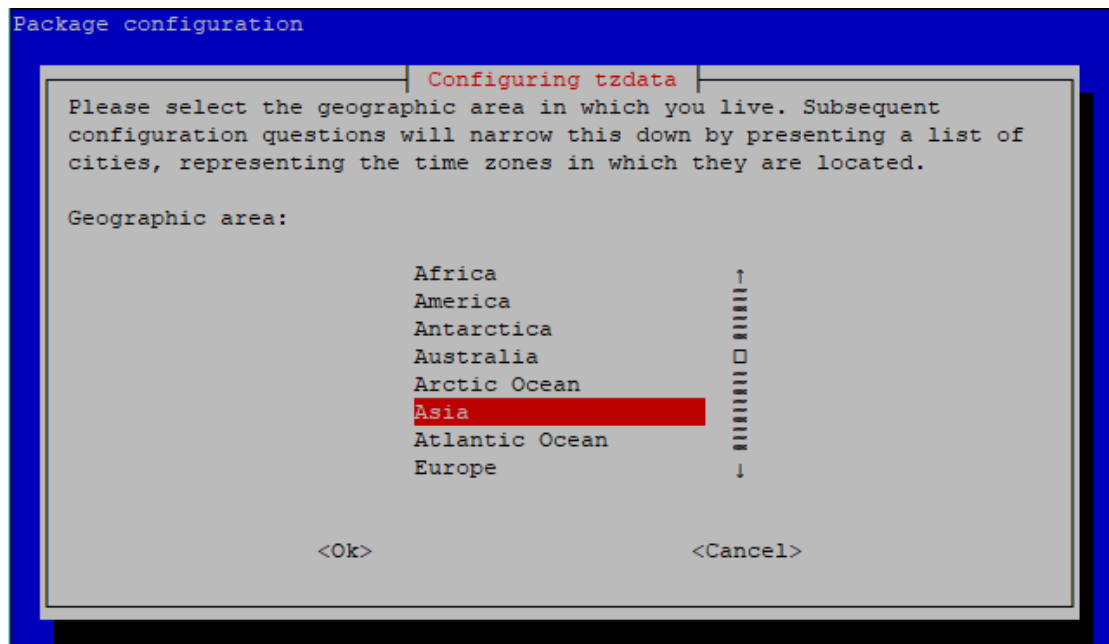 Package configuration
Configuring tzdata
Please select the geographic area in which you live. Subsequent
configuration questions will narrow this down by presenting a list of
cities, representing the time zones in which they are located.
Geographic area:
Africa
America
Antarctica
Australia
Arctic Ocean
Asia
Atlantic Ocean
Europe
<Ok> <Cancel>